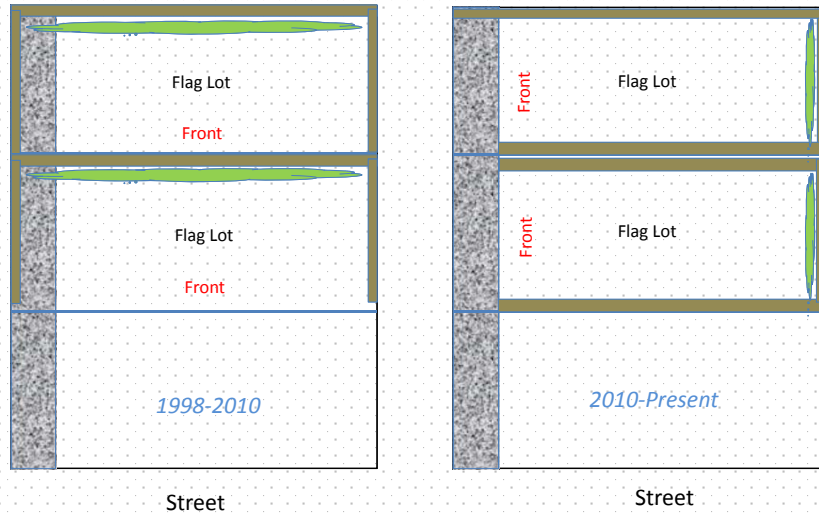 Flag Lot
Front
Flag Lot
Front
1998-2010
Street
Front
Flag Lot
Front
Flag Lot
2010-Present
Street